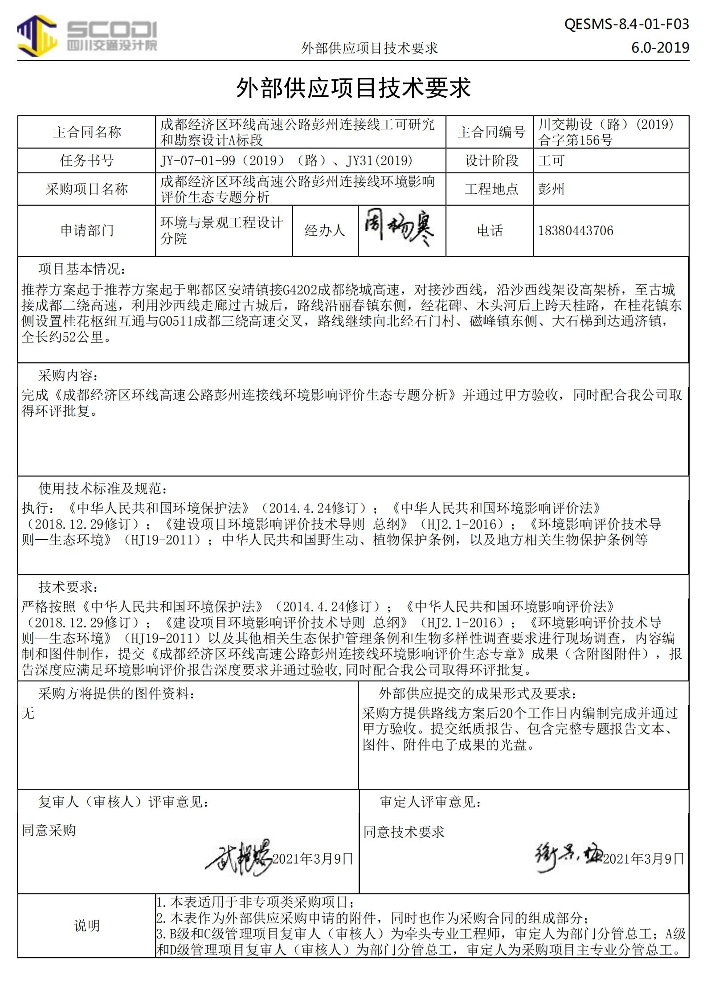 SCODI
四川交通设计院
QESMS-8.4-01-F03
外部供应项目技术要求
6.0-2019
外部供应项目技术要求
主合同名称
成都经济区环线高速公路彭州连接线工可研究
和勘察设计A标段
主合同编号
川交勘设（路）(2019)
合字第156号
任务书号
JY-07-01-99（2019）（路）、JY31(2019)
设计阶段
工可
采购项目名称
成都经济区环线高速公路彭州连接线环境影响
评价生态专题分析
工程地点
彭州
申请部门
环境与景观工程设计
分院
经办人
周杨寒
电话
18380443706
项目基本情况：
推荐方案起于推荐方案起于郫都区安靖镇接G4202成都绕城高速，对接沙西线，沿沙西线架设高架桥，至古城
接成都二绕高速，利用沙西线走廊过古城后，路线沿丽春镇东侧，经花碑、木头河后上跨天桂路，在桂花镇东
侧设置桂花枢纽互通与G0511成都三绕高速交叉，路线继续向北经石门村、磁峰镇东侧、大石梯到达通济镇，
全长约52公里。
采购内容：
完成《成都经济区环线高速公路彭州连接线环境影响评价生态专题分析》并通过甲方验收，同时配合我公司取
得环评批复。
使用技术标准及规范：
执行：《中华人民共和国环境保护法》（2014.4.24修订）；《中华人民共和国环境影响评价法》
（2018.12.29修订）；《建设项目环境影响评价技术导则 总纲》（HJ2.1-2016）；《环境影响评价技术导
则—生态环境》（HJ19-2011）；中华人民共和国野生动、植物保护条例，以及地方相关生物保护条例等
技术要求：
严格按照《中华人民共和国环境保护法》（2014.4.24修订）；《中华人民共和国环境影响评价法》
（2018.12.29修订）；《建设项目环境影响评价技术导则 总纲》（HJ2.1-2016）；《环境影响评价技术导
则—生态环境》（HJ19-2011）以及其他相关生态保护管理条例和生物多样性调查要求进行现场调查，内容编
制和图件制作，提交《成都经济区环线高速公路彭州连接线环境影响评价生态专章》成果（含附图附件），报
告深度应满足环境影响评价报告深度要求并通过验收,同时配合我公司取得环评批复。
采购方将提供的图件资料：
无
外部供应提交的成果形式及要求：
采购方提供路线方案后20个工作日内编制完成并通过
甲方验收。提交纸质报告、包含完整专题报告文本、
图件、附件电子成果的光盘。
复审人（审核人）评审意见：
同意采购
2021年3月9日
审定人评审意见：
同意技术要求
2021年3月9日
说明
1.本表适用于非专项类采购项目；
2.本表作为外部供应采购申请的附件，同时也作为采购合同的组成部分；
3.B级和C级管理项目复审人（审核人）为牵头专业工程师，审定人为部门分管总工；A级
和D级管理项目复审人（审核人）为部门分管总工，审定人为采购项目主专业分管总工。